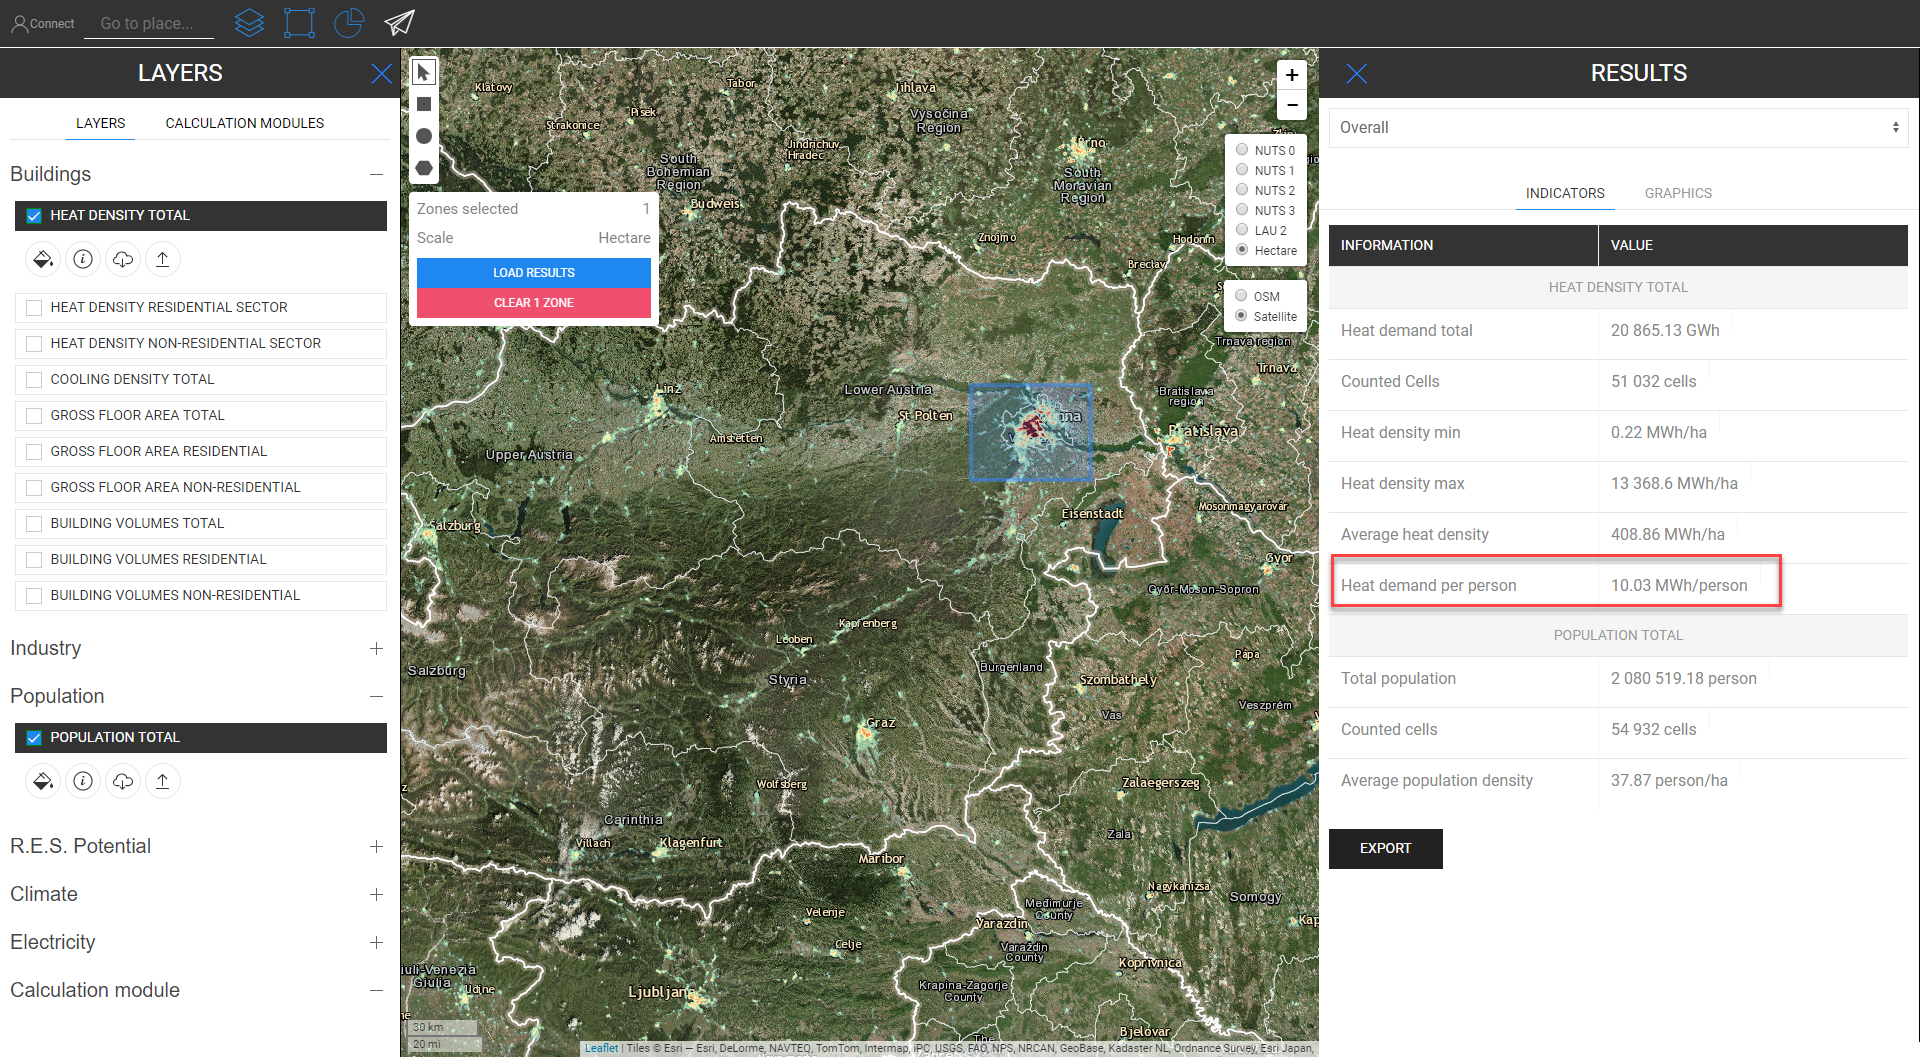 Connect
Go to place...
LAYERS
LAYERS
CALCULATION MODULES
Buildings
HEAT DENSITY TOTAL
HEAT DENSITY RESIDENTIAL SECTOR
HEAT DENSITY NON-RESIDENTIAL SECTOR
COOLING DENSITY TOTAL
GROSS FLOOR AREA TOTAL
GROSS FLOOR AREA RESIDENTIAL
GROSS FLOOR AREA NON-RESIDENTIAL
BUILDING VOLUMES TOTAL
BUILDING VOLUMES RESIDENTIAL
BUILDING VOLUMES NON-RESIDENTIAL
Industry
Population
POPULATION TOTAL
R.E.S. Potential
Climate
Electricity
Calculation module
Zones selected 1
Scale Hectare
LOAD RESULTS
CLEAR 1 ZONE
Klatovy
Tabor
Jihlava
Pisek
Strakonice
Vysočina
Region
Jindrichuv
Hradec
South
Bohemian
Region
Budweis
Brno
South
Moravian
Region
Znojmo
Hodonin
Breclav
+
−
NUTS 0
NUTS 1
NUTS 2
NUTS 3
LAU 2
Hectare
OSM
Satellite
Trnava region
Trnava
Linz
Lower Austria
St Polten
Amstetten
Upper Austria
Bratislava
region
Bratislava
Eisenstadt
Mosonmagyaróvár
Salzburg
Gyor
Győr-Moson-Sopron
Kapfenberg
Leoben
Salzburg
Styria
Burgenland
Pápa
Szombathely
Vas
Veszprém
Graz
Wolfsberg
Zalaegerszeg
Carinthia
Villach
Klagenfurt
Zala
Maribor
Nagykanizsa
Somogy
Međimurje
County
Velenje
Varazdin
Celje
Varaždin
County
Koprivnica
Udine
Ljubljana
Krapina-Zagorje
County
Bjelovar
30 km
20 mi
Leaflet | Tiles © Esri — Esri, DeLorme, NAVTEQ, TomTom, Intermap, iPC, USGS, FAO, NPS, NRCAN, GeoBase, Kadaster NL, Ordnance Survey, Esri Japan,
RESULTS
Overall
INDICATORS
GRAPHICS
INFORMATION VALUE
HEAT DENSITY TOTAL
Heat demand total 20 865.13 GWh
Counted Cells 51 032 cells
Heat density min 0.22 MWh/ha
Heat density max 13 368.6 MWh/ha
Average heat density 408.86 MWh/ha
Heat demand per person 10.03 MWh/person
POPULATION TOTAL
Total population 2 080 519.18 person
Counted cells 54 932 cells
Average population density 37.87 person/ha
EXPORT